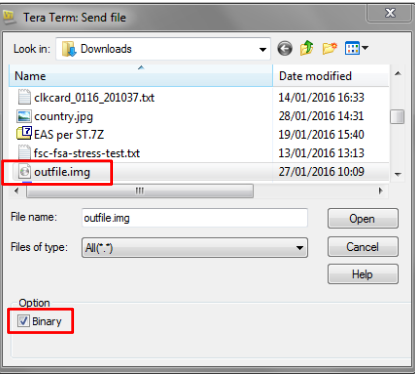 Tera Term: Send file
Look in: Downloads
Name Date modified
clkcard_0116_201037.txt 14/01/2016 16:33
country.jpg 28/01/2016 14:31
EAS per ST.7Z 19/01/2016 15:40
fsc-fsa-stress-test.txt 13/01/2016 13:13
outfile.img 27/01/2016 10:09
File name: outfile.img Open
Files of type: All(*.*) Cancel
Help
Option
Binary